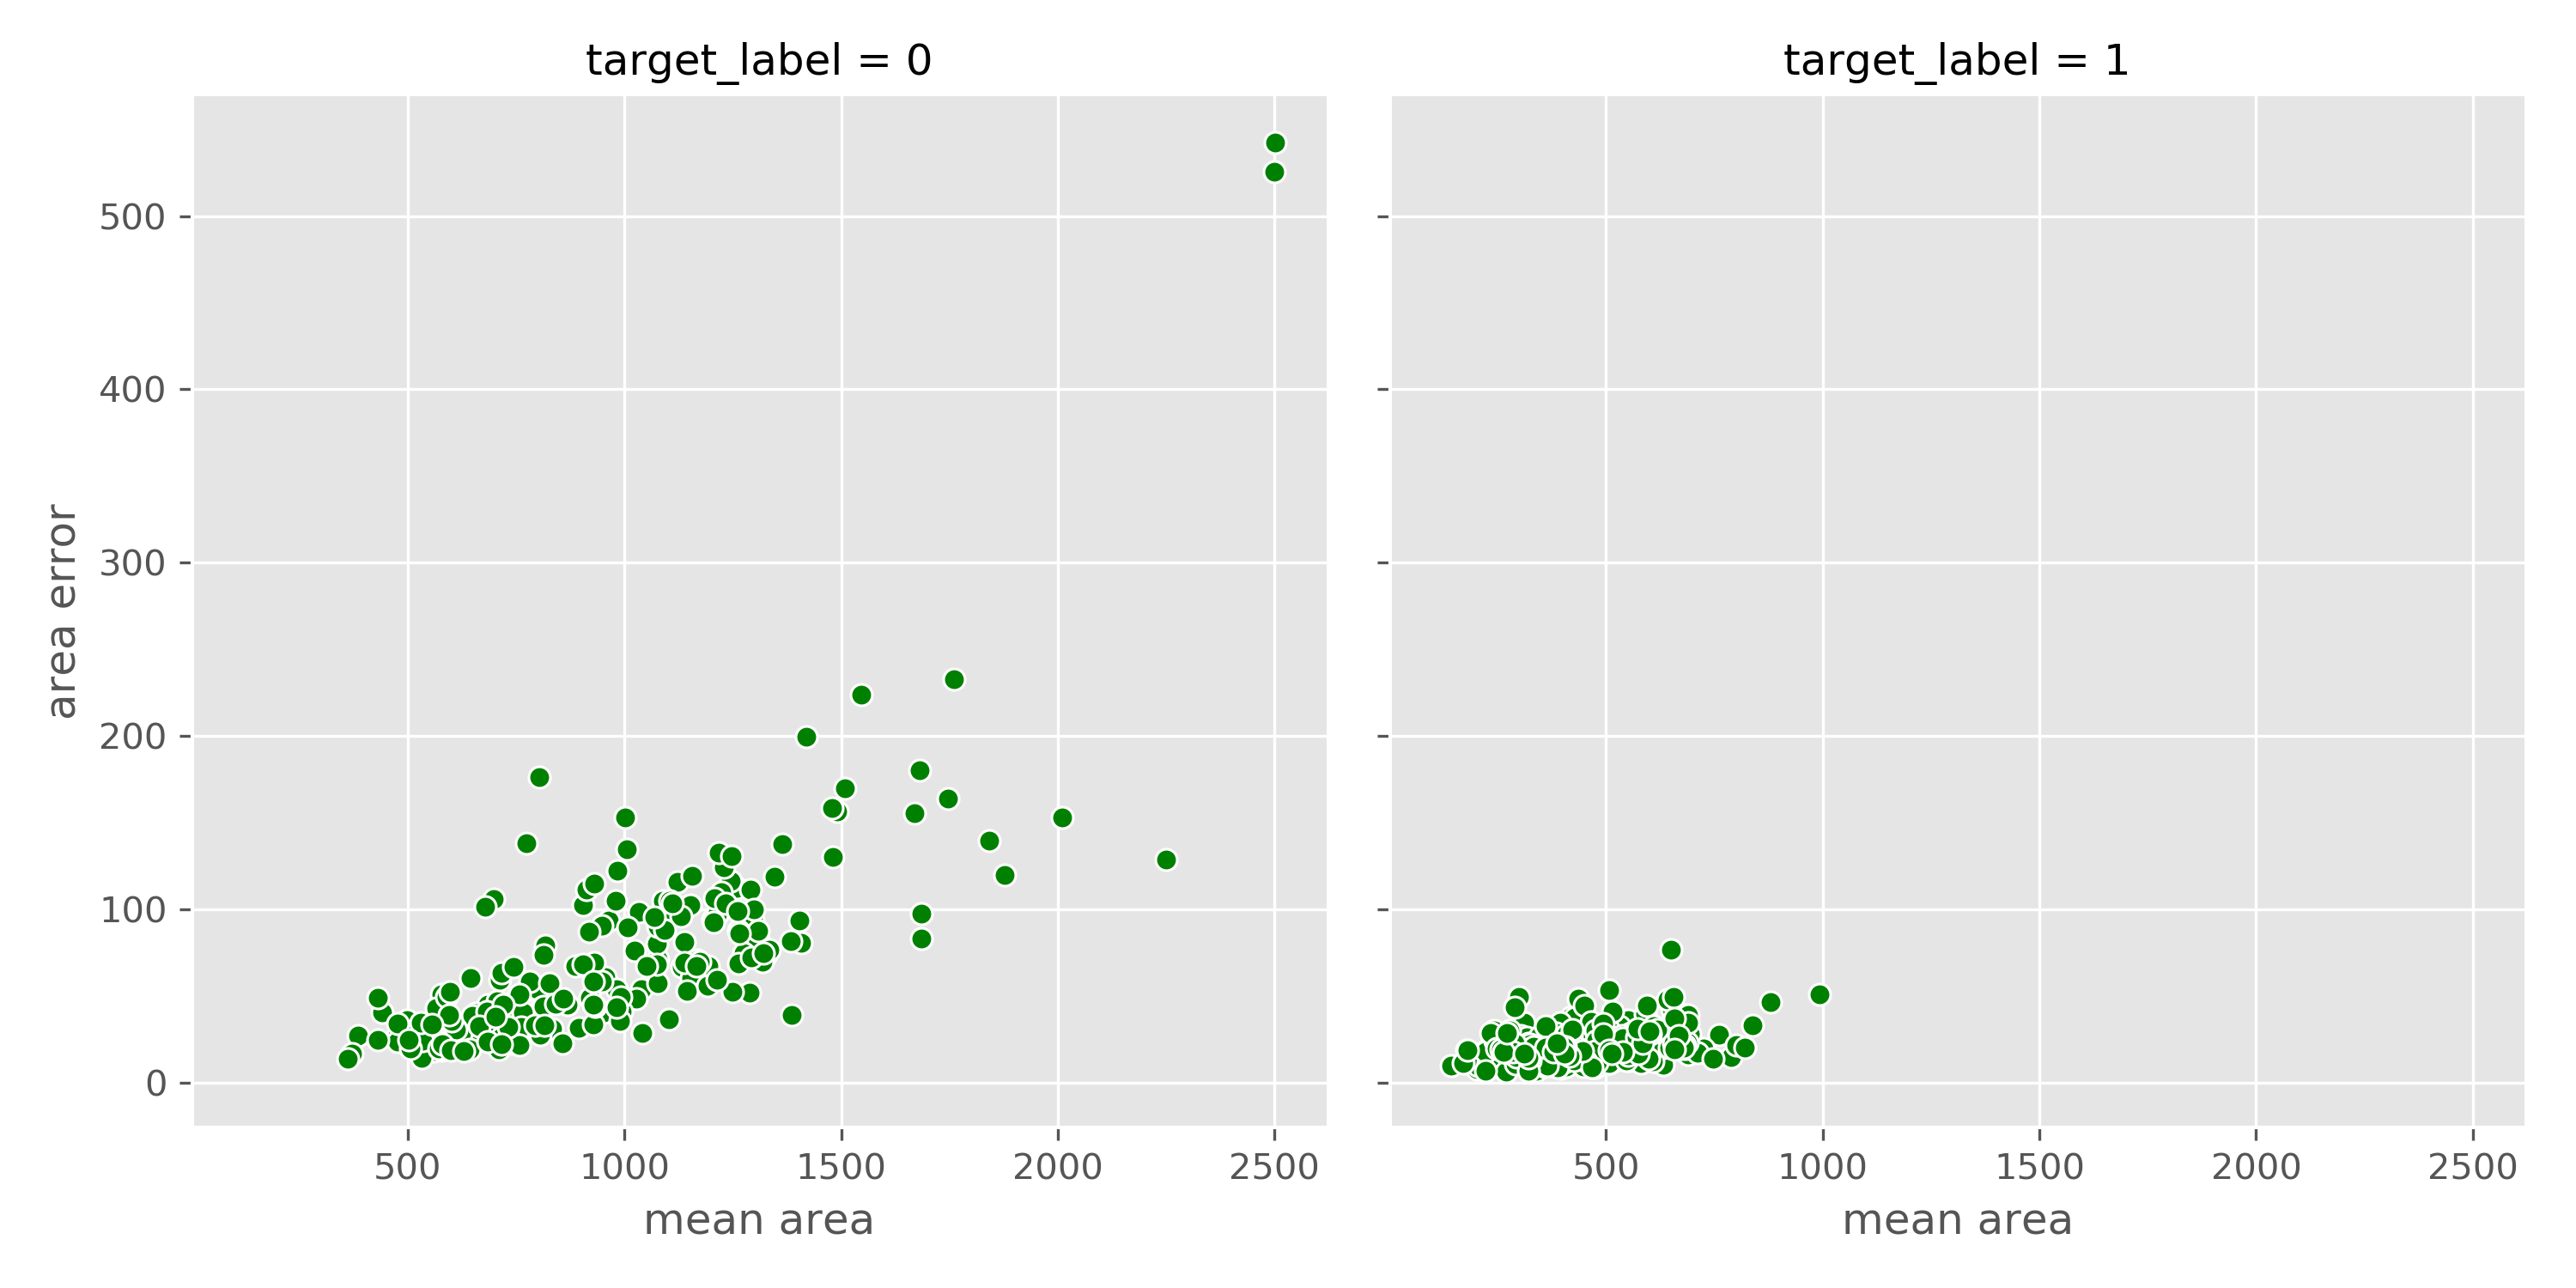 target_label = 0
target_label = 1
area error
500
400
300
200
100
0
500 1000 1500 2000 2500
500 1000 1500 2000 2500
mean area
mean area